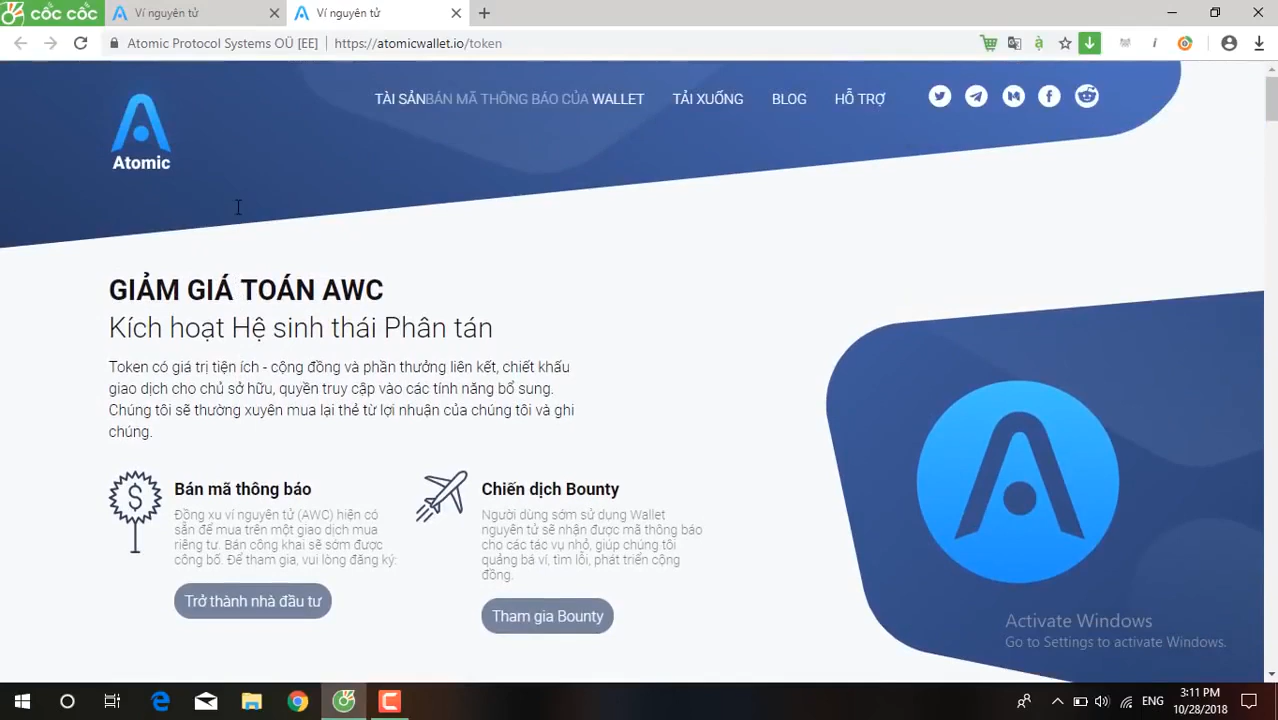 cốc cốc
Ví nguyên tử
Ví nguyên tử
Atomic Protocol Systems OÜ [EE]
https://atomicwallet.io/token
Atomic
TÀI SẢN BÁN MÃ THÔNG BÁO CỦA WALLET
TẢI XUỐNG
BLOG
HỖ TRỢ
GIẢM GIÁ TOÁN AWC
Kích hoạt Hệ sinh thái Phân tán
Token có giá trị tiện ích - cộng đồng và phần thưởng liên kết, chiết khấu
giao dịch cho chủ sở hữu, quyền truy cập vào các tính năng bổ sung.
Chúng tôi sẽ thường xuyên mua lại thẻ từ lợi nhuận của chúng tôi và ghi
chúng.
Bán mã thông báo
Đồng xu ví nguyên tử (AWC) hiện có
sẵn để mua trên một giao dịch mua
riêng tư. Bán công khai sẽ sớm được
công bố. Để tham gia, vui lòng đăng ký:
Trở thành nhà đầu tư
Chiến dịch Bounty
Người dùng sớm sử dụng Wallet
nguyên tử sẽ nhận được mã thông báo
cho các tác vụ nhỏ, giúp chúng tôi
quảng bá ví, tìm lỗi, phát triển cộng
đồng.
Tham gia Bounty
Activate Windows
Go to Settings to activate Windows.
ENG
3:11 PM
10/28/2018